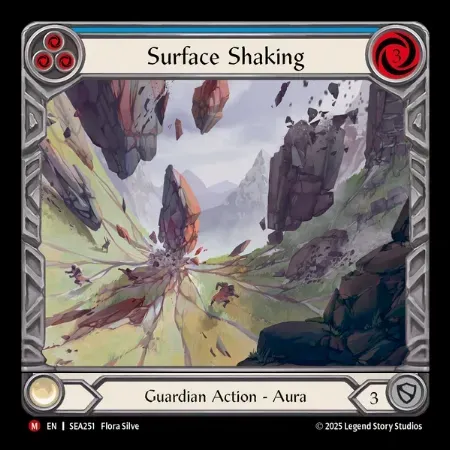 Surface Shaking
3
Guardian Action - Aura
3
M EN | SEA251 Flora Silve
© 2025 Legend Story Studios